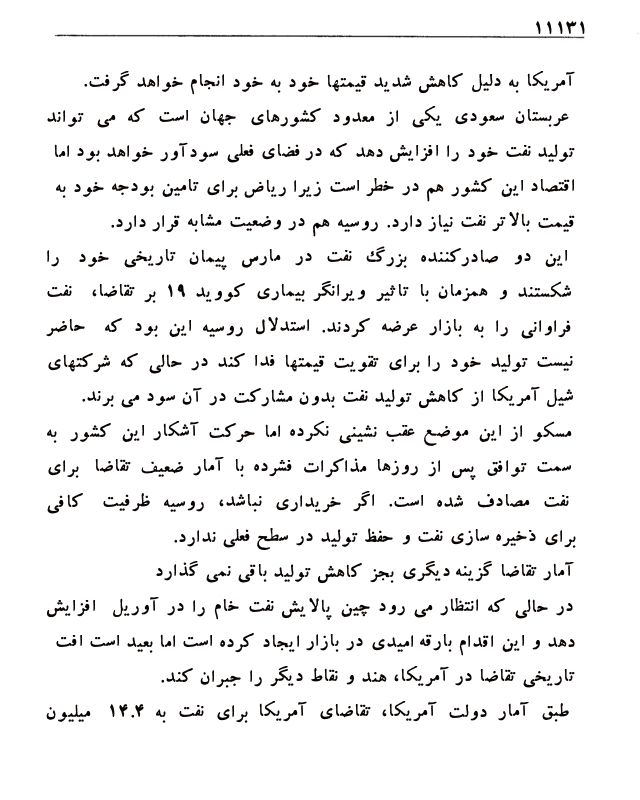 ۱۱۱۳۱
آمریکا به دلیل کاهش شدید قیمتها خود به خود انجام خواهد گرفت.
عربستان سعودی یکی از معدود کشورهای جهان است که می تواند
تولید نفت خود را افزایش دهد که در فضای فعلی سودآور خواهد بود اما
اقتصاد این کشور هم در خطر است زیرا ریاض برای تامین بودجه خود به
قیمت بالاتر نفت نیاز دارد. روسیه هم در وضعیت مشابه قرار دارد.
این دو صادرکننده بزرگ نفت در مارس پیمان تاریخی خود را
شکستند و همزمان با تاثیر ویرانگر بیماری کووید ۱۹ بر تقاضا، نفت
فراوانی را به بازار عرضه کردند. استدلال روسیه این بود که حاضر
نیست تولید خود را برای تقویت قیمتها فدا کند در حالی که شرکتهای
شیل آمریکا از کاهش تولید نفت بدون مشارکت در آن سود می برند.
مسکو از این موضع عقب نشینی نکرده اما حرکت آشکار این کشور به
سمت توافق پس از روزها مذاکرات فشرده با آمار ضعیف تقاضا برای
نفت مصادف شده است. اگر خریداری نباشد، روسیه ظرفیت کافی
برای ذخیره سازی نفت و حفظ تولید در سطح فعلی ندارد.
آمار تقاضا گزینه دیگری بجز کاهش تولید باقی نمی گذارد
در حالی که انتظار می رود چین پالایش نفت خام را در آوریل افزایش
دهد و این اقدام بارقه امیدی در بازار ایجاد کرده است اما بعید است افت
تاریخی تقاضا در آمریکا، هند و نقاط دیگر را جبران کند.
طبق آمار دولت آمریکا، تقاضای آمریکا برای نفت به ۱۴.۴ میلیون